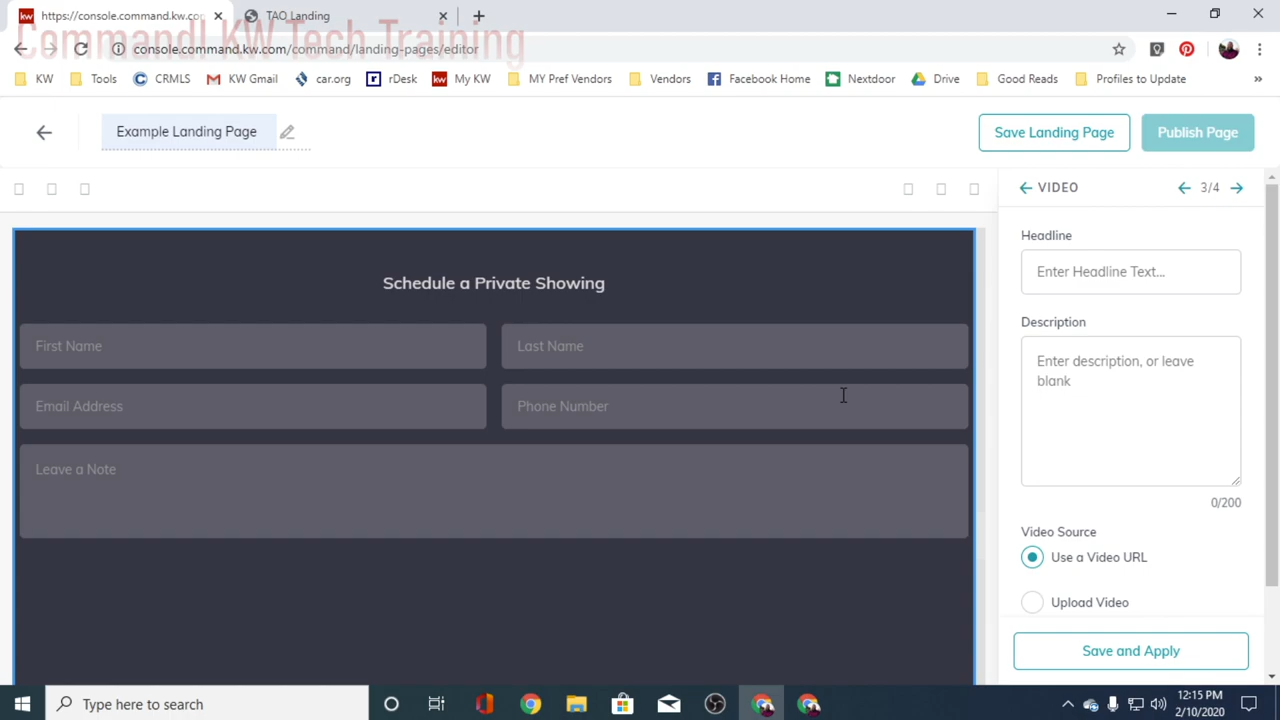 https://console.command.kw.com
TAO Landing
Command! KW Tech Training
console.command.kw.com/command/landing-pages/editor
KW
Tools
CRMLS
KW Gmail
car.org
rDesk
My KW
MY Pref Vendors
Vendors
Facebook Home
Nextdoor
Drive
Good Reads
Profiles to Update
»
Example Landing Page
Save Landing Page
Publish Page
VIDEO
3/4
Headline
Enter Headline Text...
Description
Enter description, or leave
blank
0/200
Video Source
Use a Video URL
Upload Video
Save and Apply
Schedule a Private Showing
First Name
Last Name
Email Address
Phone Number
Leave a Note
Type here to search
12:15 PM
2/10/2020